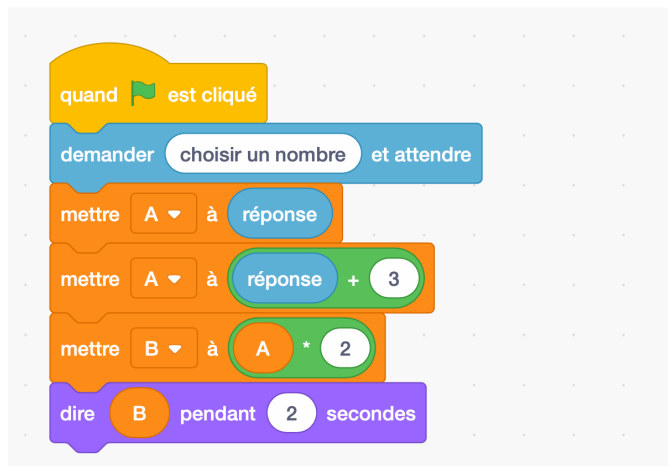 quand est cliqué
demander choisir un nombre et attendre
mettre A à réponse
mettre A à réponse + 3
mettre B à A * 2
dire B pendant 2 secondes